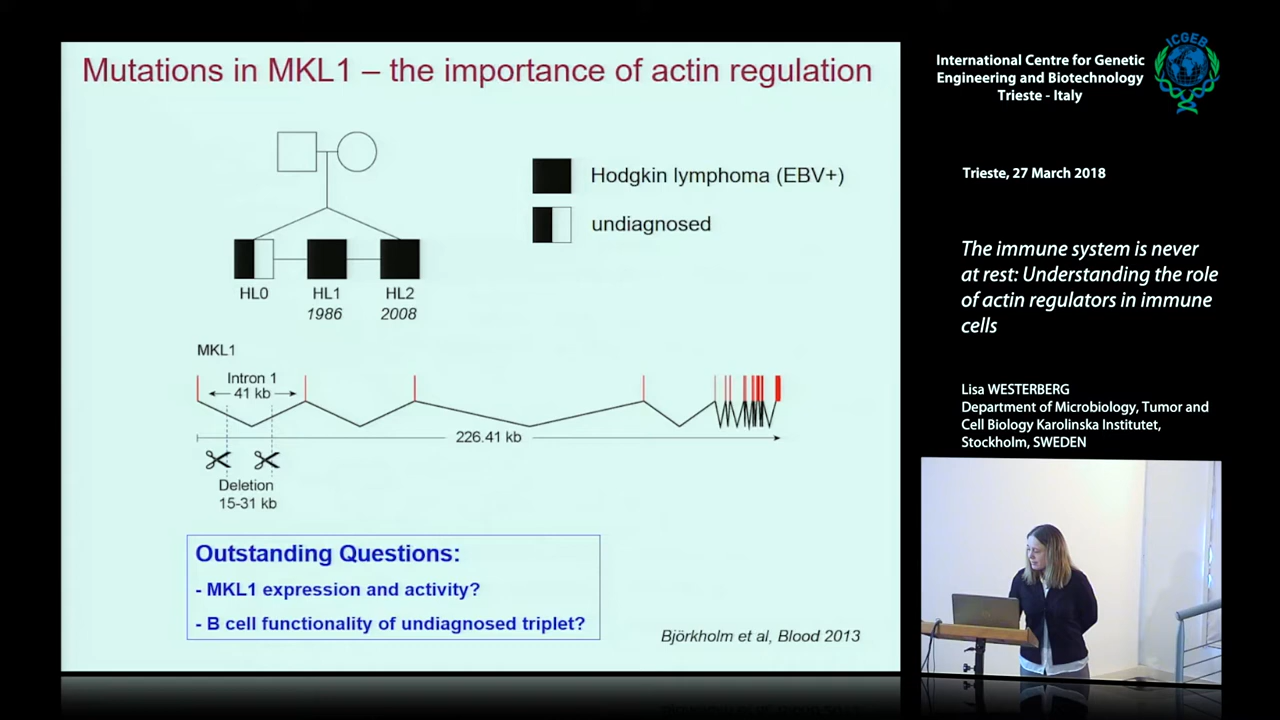 Mutations in MKL1 – the importance of actin regulation
Hodgkin lymphoma (EBV+)
undiagnosed
HL0
HL1
HL2
1986
2008
MKL1
Intron 1
41 kb
226.41 kb
Deletion
15-31 kb
Outstanding Questions:
- MKL1 expression and activity?
- B cell functionality of undiagnosed triplet?
Björkholm et al, Blood 2013
International Centre for Genetic
Engineering and Biotechnology
Trieste - Italy
ICGEB
Trieste, 27 March 2018
The immune system is never
at rest: Understanding the role
of actin regulators in immune
cells
Lisa WESTERBERG
Department of Microbiology, Tumor and
Cell Biology Karolinska Institutet,
Stockholm, SWEDEN